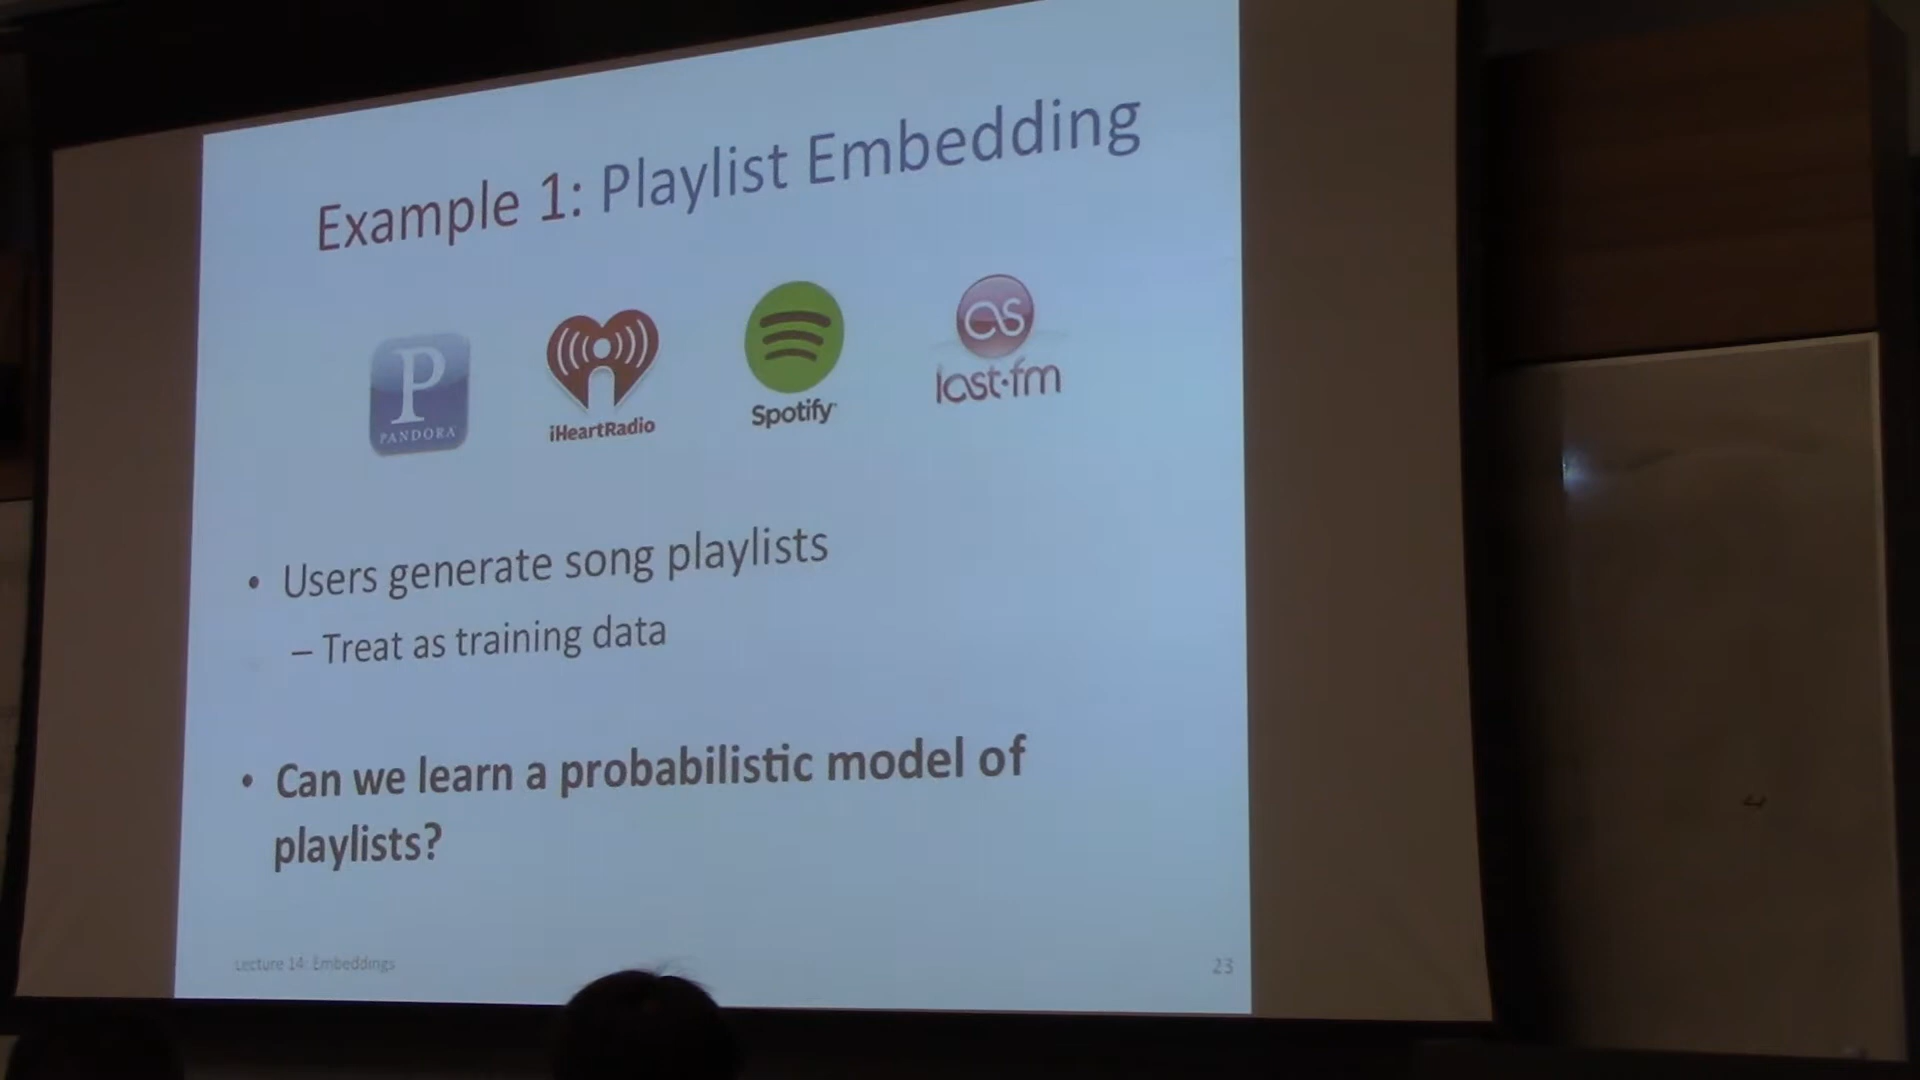 Example 1: Playlist Embedding
P
PANDORA
iHeartRadio
Spotify
as
last·fm
• Users generate song playlists
– Treat as training data
• Can we learn a probabilistic model of
playlists?
Lecture 14: Embeddings
23